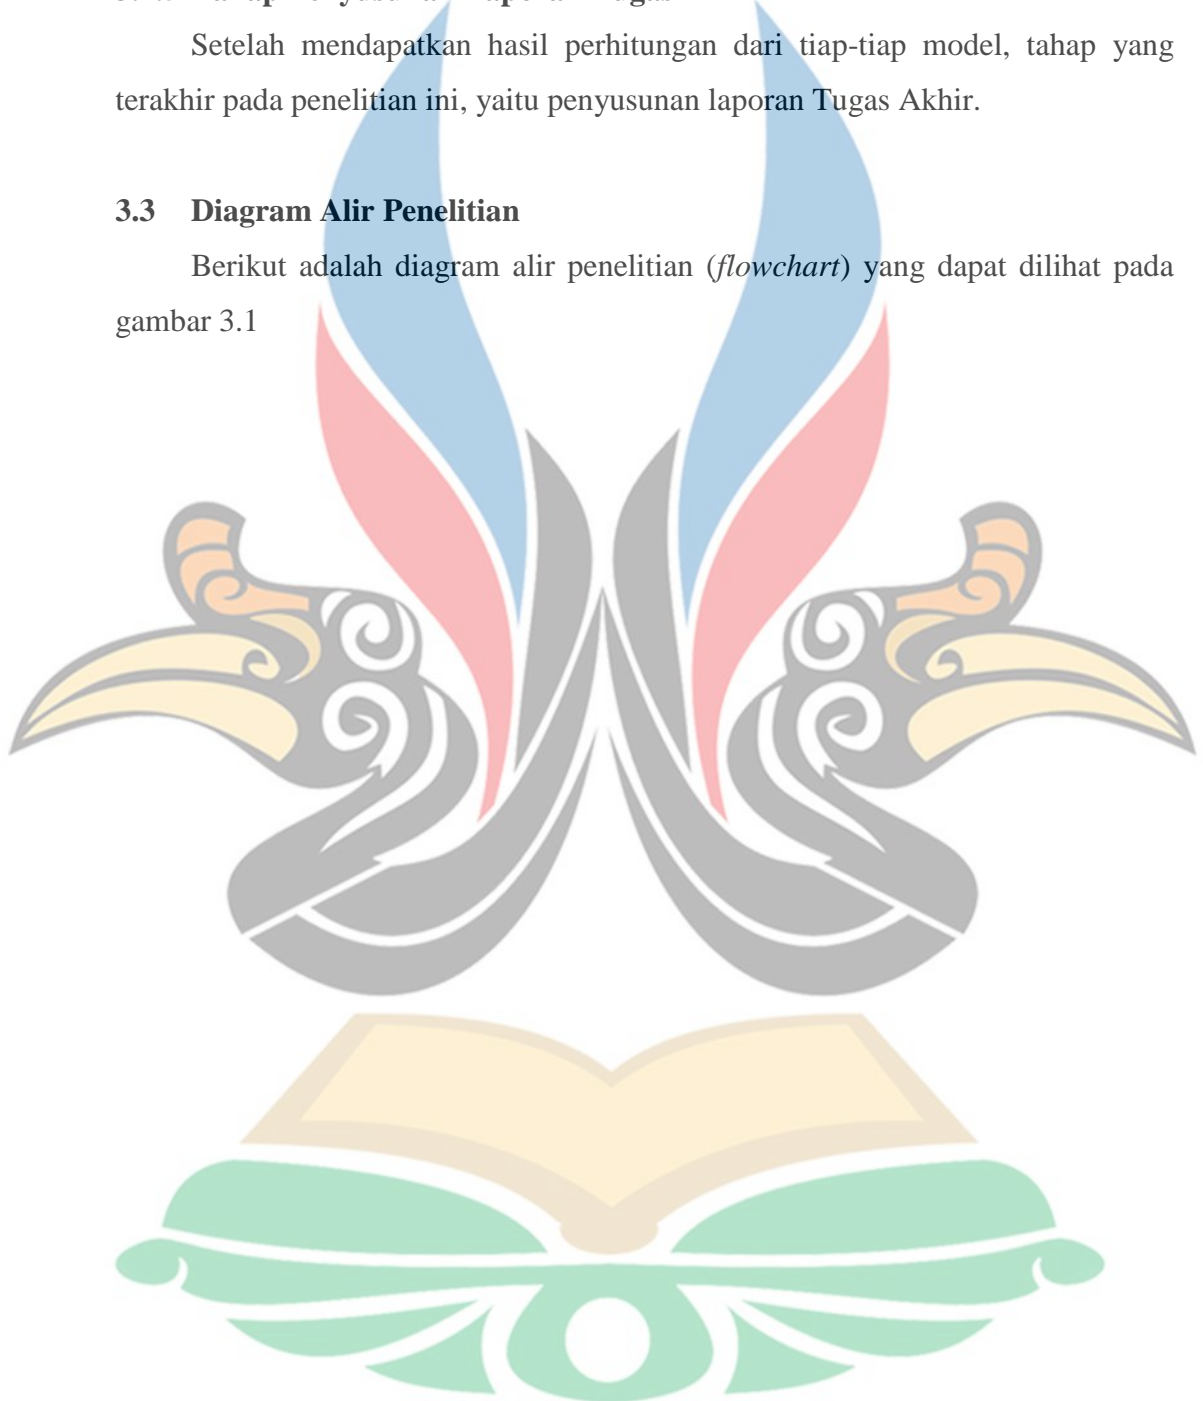 Setelah mendapatkan hasil perhitungan dari tiap-tiap model, tahap yang
terakhir pada penelitian ini, yaitu penyusunan laporan Tugas Akhir.
3.3 Diagram Alir Penelitian
Berikut adalah diagram alir penelitian (flowchart) yang dapat dilihat pada
gambar 3.1